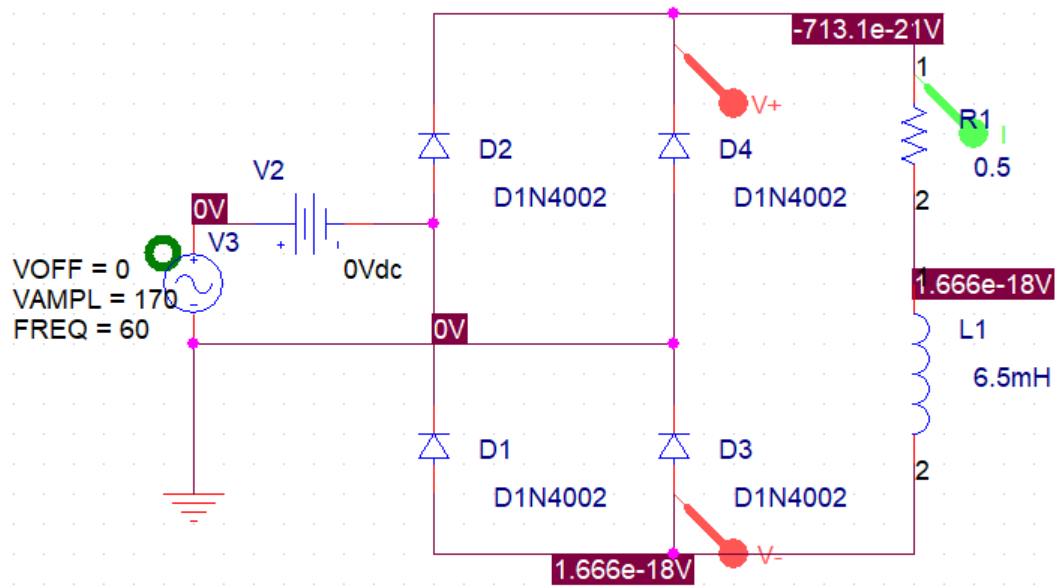 -713.1e-21V
1
V+
R1
I
D2
D4
0.5
V2
D1N4002
D1N4002
2
0V
+
-
V3
0Vdc
VOFF = 0
VAMPL = 170
FREQ = 60
+
-
1
1.666e-18V
0V
L1
6.5mH
D1
D3
2
D1N4002
D1N4002
V-
1.666e-18V